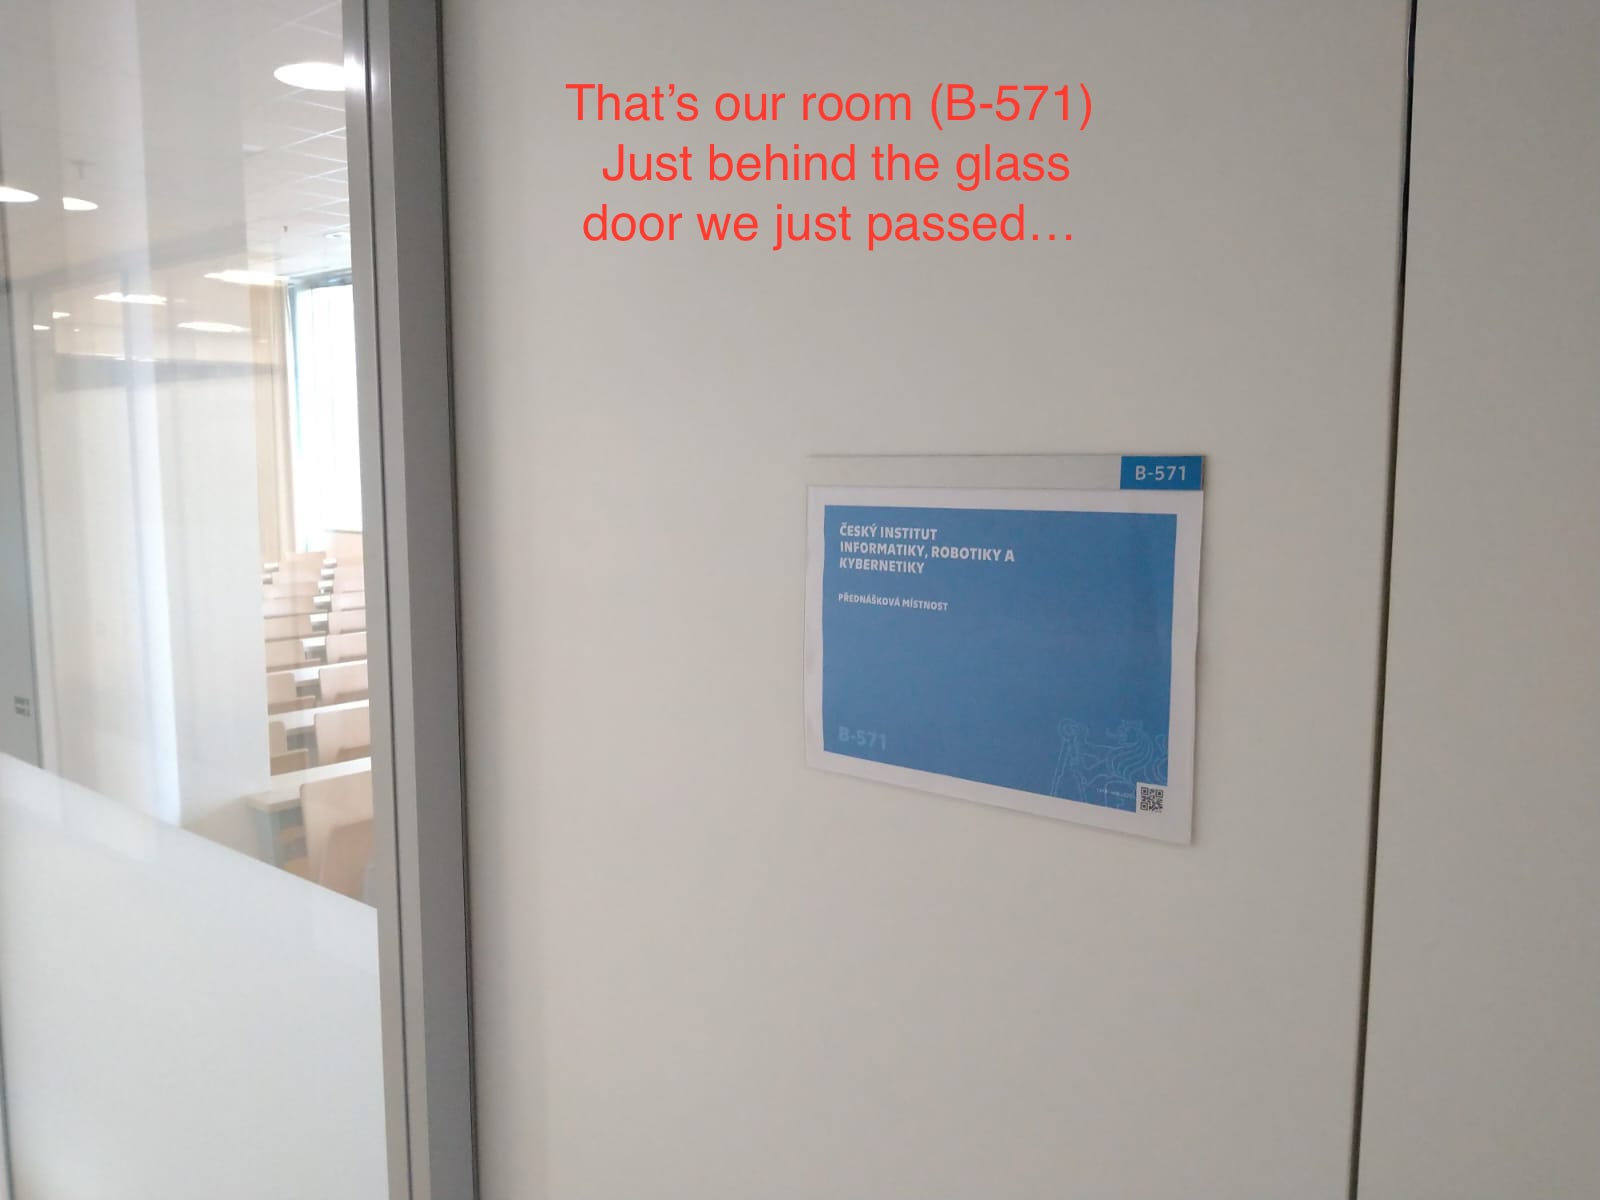 That's our room (B-571)
Just behind the glass
door we just passed…
B-571
ČESKÝ INSTITUT
INFORMATIKY, ROBOTIKY A
KYBERNETIKY
PŘEDNÁŠKOVÁ MÍSTNOST
B-571